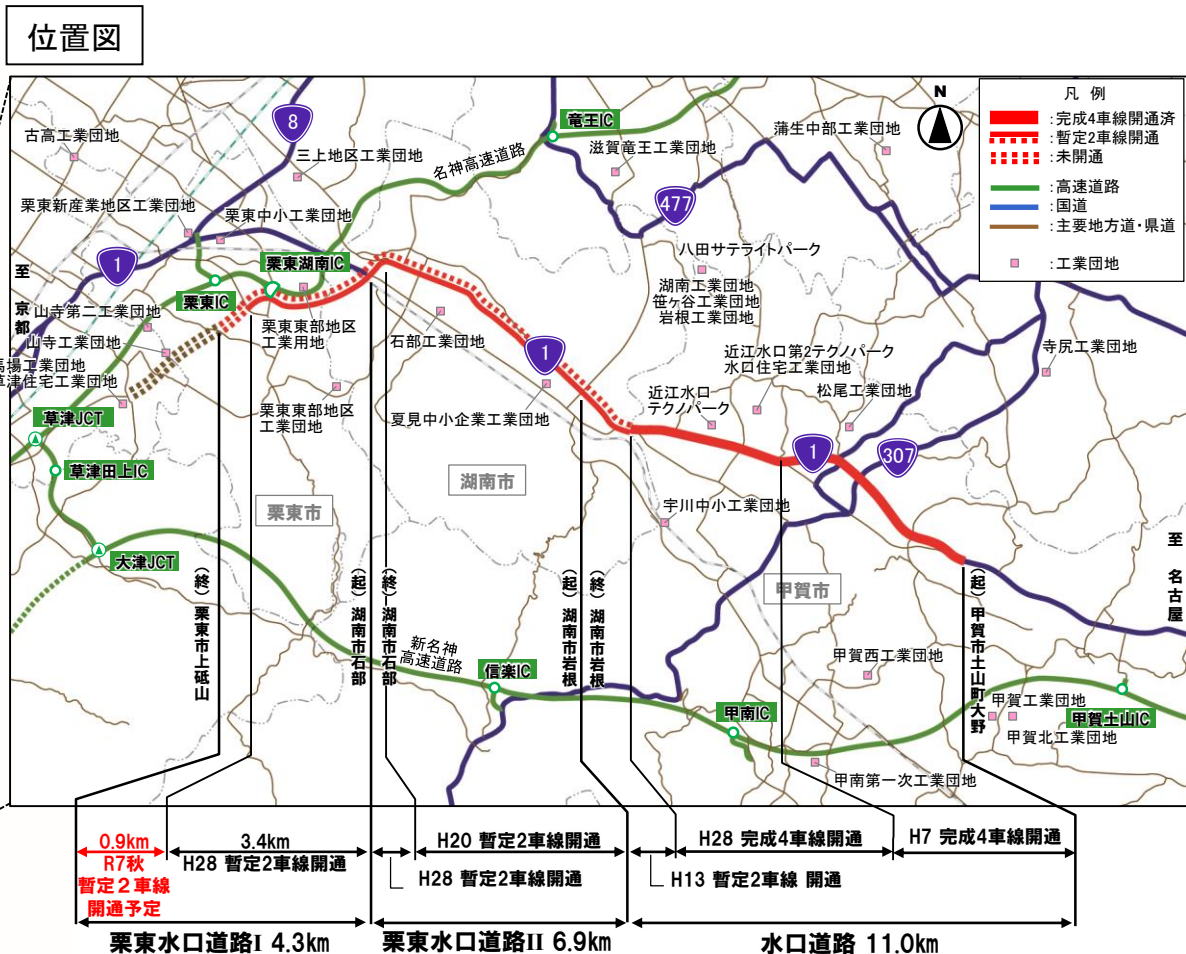 位置図
凡 例
:完成4車線開通済
:暫定2車線開通
:未開通
:高速道路
:国道
:主要地方道・県道
:工業団地
N
8
竜王IC
古高工業団地
三上地区工業団地
名神高速道路
滋賀竜王工業団地
蒲生中部工業団地
477
栗東新産業地区工業団地
栗東中小工業団地
1
栗東湖南IC
八田サテライトパーク
至 京都
栗東IC
湖南工業団地
笹ヶ谷工業団地
岩根工業団地
山寺第二工業団地
山寺工業団地
馬場工業団地
草津住宅工業団地
栗東東部地区
工業用地
石部工業団地
1
近江水口第2テクノパーク
水口住宅工業団地
寺尻工業団地
近江水口
テクノパーク
松尾工業団地
栗東東部地区
工業団地
夏見中小企業工業団地
草津JCT
1
307
草津田上IC
湖南市
栗東市
宇川中小工業団地
大津JCT
甲賀市
至 名古屋
(終)栗東市上砥山
(起)湖南市石部
(終)湖南市石部
(起)湖南市岩根
(終)湖南市岩根
(起)甲賀市土山町大野
新名神
高速道路
信楽IC
甲賀西工業団地
甲南IC
甲賀工業団地
甲賀土山IC
甲賀北工業団地
甲南第一次工業団地
0.9km
R7秋
暫定2車線
開通予定
3.4km
H28 暫定2車線開通
H20 暫定2車線開通
H28 暫定2車線開通
H28 完成4車線開通
H7 完成4車線開通
H13 暫定2車線 開通
栗東水口道路I 4.3km
栗東水口道路II 6.9km
水口道路 11.0km